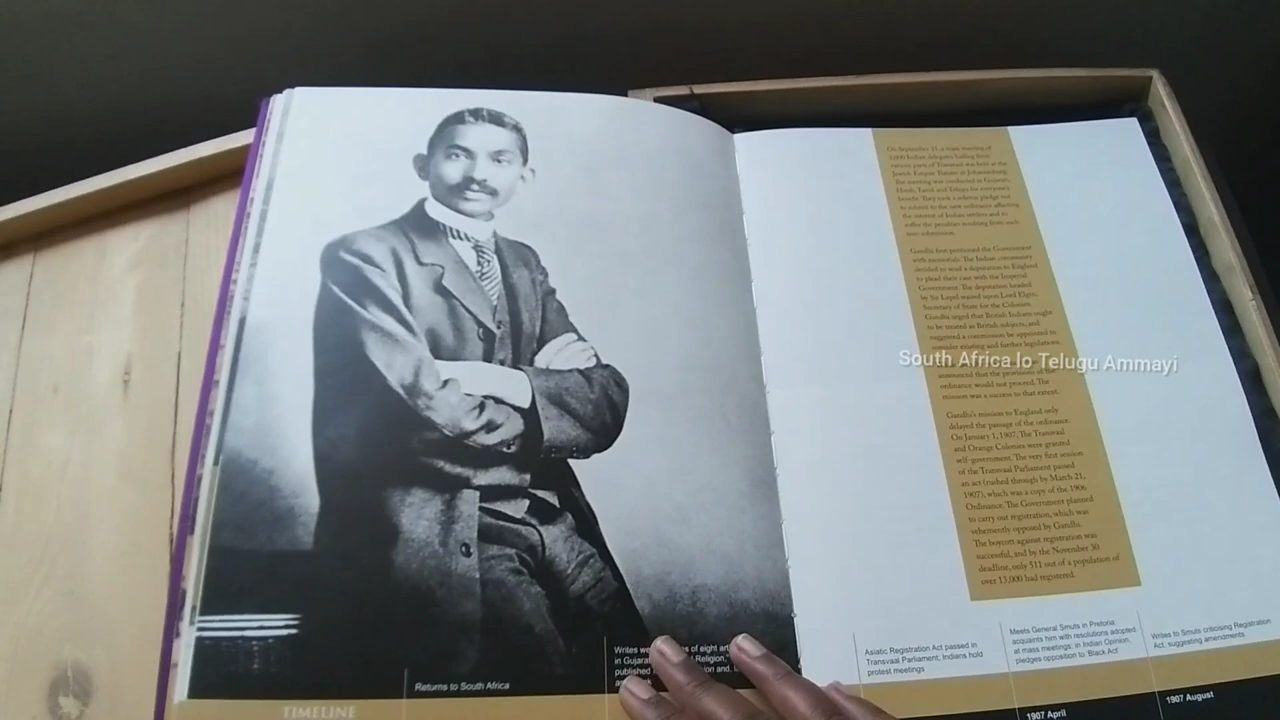 On September 11, a mass meeting of
3,000 Indian delegates hailing from
various parts of Transvaal was held at the
Jewish Empire Theatre in Johannesburg.
The meeting was conducted in Gujarati,
Hindi, Tamil and Telugu for everyone's
benefit. They took a solemn pledge not
to submit to the new ordinance affecting
the interest of Indian settlers and to
suffer the penalties resulting from such
non-submission.
Gandhi first petitioned the Government
with memorials. The Indian community
decided to send a deputation to England
to plead their case with the Imperial
Government. The deputation headed
by Sir Lepel waited upon Lord Elgin,
Secretary of State for the Colonies.
Gandhi urged that British Indians ought
to be treated as British subjects, and
suggested a commission be appointed to
consider existing and further legislations.
South Africa lo Telugu Ammayi
announced that the provisions of the
ordinance would not proceed. The
mission was a success to that extent.
Gandhi's mission to England only
delayed the passage of the ordinance.
On January 1, 1907, The Transvaal
and Orange Colonies were granted
self-government. The very first session
of the Transvaal Parliament passed
an act (rushed through by March 21,
1907), which was a copy of the 1906
Ordinance. The Government planned
to carry out registration, which was
vehemently opposed by Gandhi.
The boycott against registration was
successful, and by the November 30
deadline, only 511 out of a population of
over 13,000 had registered.
Returns to South Africa
Writes of eight
in Gujara Religion,"
published and
TIMELINE
Asiatic Registration Act passed in
Transvaal Parliament; Indians hold
protest meetings
Meets General Smuts in Pretoria:
acquaints him with resolutions adopted
at mass meetings; in Indian Opinion,
pledges opposition to 'Black Act'
1907 April
Writes to Smuts criticising Registration
Act, suggesting amendments
1907 August